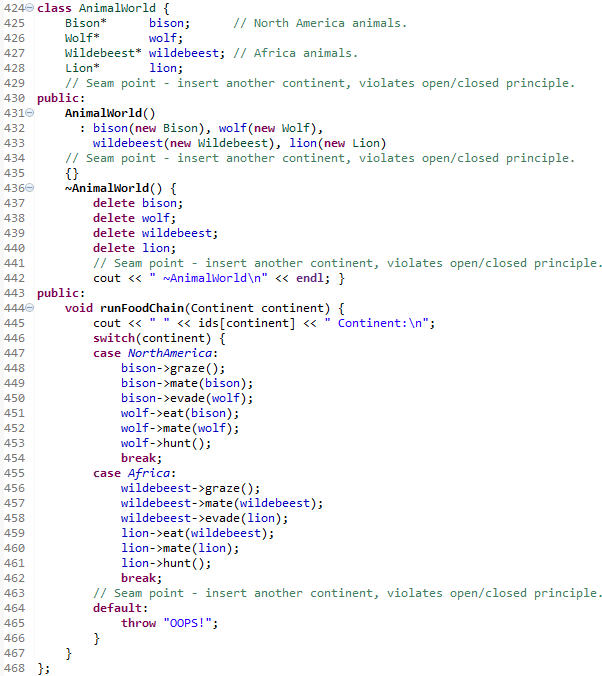 424 class AnimalWorld {
425     Bison*      bison;      // North America animals.
426     Wolf*       wolf;
427     Wildebeest* wildebeest; // Africa animals.
428     Lion*       lion;
429     // Seam point - insert another continent, violates open/closed principle.
430 public:
431     AnimalWorld()
432       : bison(new Bison), wolf(new Wolf),
433         wildebeest(new Wildebeest), lion(new Lion)
434     // Seam point - insert another continent, violates open/closed principle.
435     {}
436     ~AnimalWorld() {
437         delete bison;
438         delete wolf;
439         delete wildebeest;
440         delete lion;
441         // Seam point - insert another continent, violates open/closed principle.
442         cout << " ~AnimalWorld\n" << endl; }
443 public:
444     void runFoodChain(Continent continent) {
445         cout << " " << ids[continent] << " Continent:\n";
446         switch(continent) {
447         case NorthAmerica:
448             bison->graze();
449             bison->mate(bison);
450             bison->evade(wolf);
451             wolf->eat(bison);
452             wolf->mate(wolf);
453             wolf->hunt();
454             break;
455         case Africa:
456             wildebeest->graze();
457             wildebeest->mate(wildebeest);
458             wildebeest->evade(lion);
459             lion->eat(wildebeest);
460             lion->mate(lion);
461             lion->hunt();
462             break;
463         // Seam point - insert another continent, violates open/closed principle.
464         default:
465             throw "OOPS!";
466         }
467     }
468 };